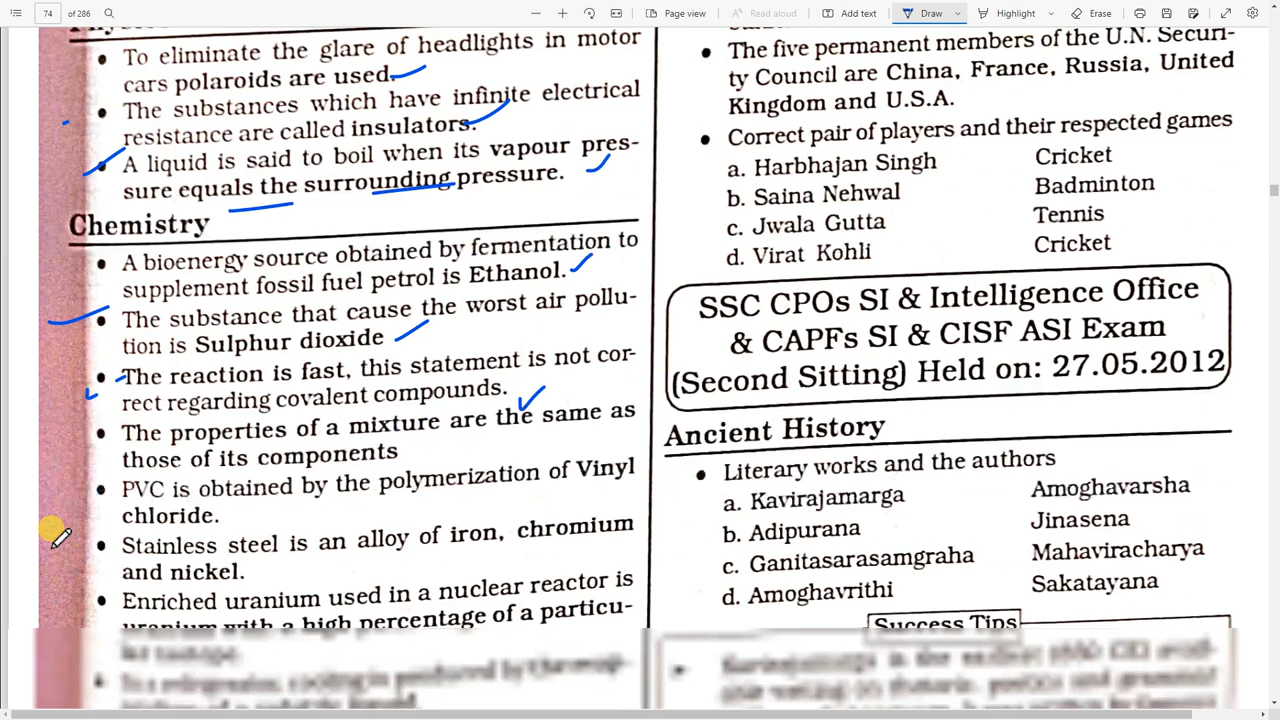 74 of 286
Page view
Read aloud
Add text
Draw
Highlight
Erase
To eliminate the glare of headlights in motor
cars polaroids are used.
The substances which have infinite electrical
resistance are called insulators.
A liquid is said to boil when its vapour pres-
sure equals the surrounding pressure.
Chemistry
A bioenergy source obtained by fermentation to
supplement fossil fuel petrol is Ethanol.
The substance that cause the worst air pollu-
tion is Sulphur dioxide
The reaction is fast, this statement is not cor-
rect regarding covalent compounds.
The properties of a mixture are the same as
those of its components
PVC is obtained by the polymerization of Vinyl
chloride.
Stainless steel is an alloy of iron, chromium
and nickel.
Enriched uranium used in a nuclear reactor is
uranium with a high percentage of a particu-
The five permanent members of the U.N. Securi-
ty Council are China, France, Russia, United
Kingdom and U.S.A.
Correct pair of players and their respected games
a. Harbhajan Singh Cricket
b. Saina Nehwal Badminton
c. Jwala Gutta Tennis
d. Virat Kohli Cricket
SSC CPOs SI & Intelligence Office
& CAPFs SI & CISF ASI Exam
(Second Sitting) Held on: 27.05.2012
Ancient History
Literary works and the authors
a. Kavirajamarga Amoghavarsha
b. Adipurana Jinasena
c. Ganitasarasamgraha Mahaviracharya
d. Amoghavrithi Sakatayana
Success Tips